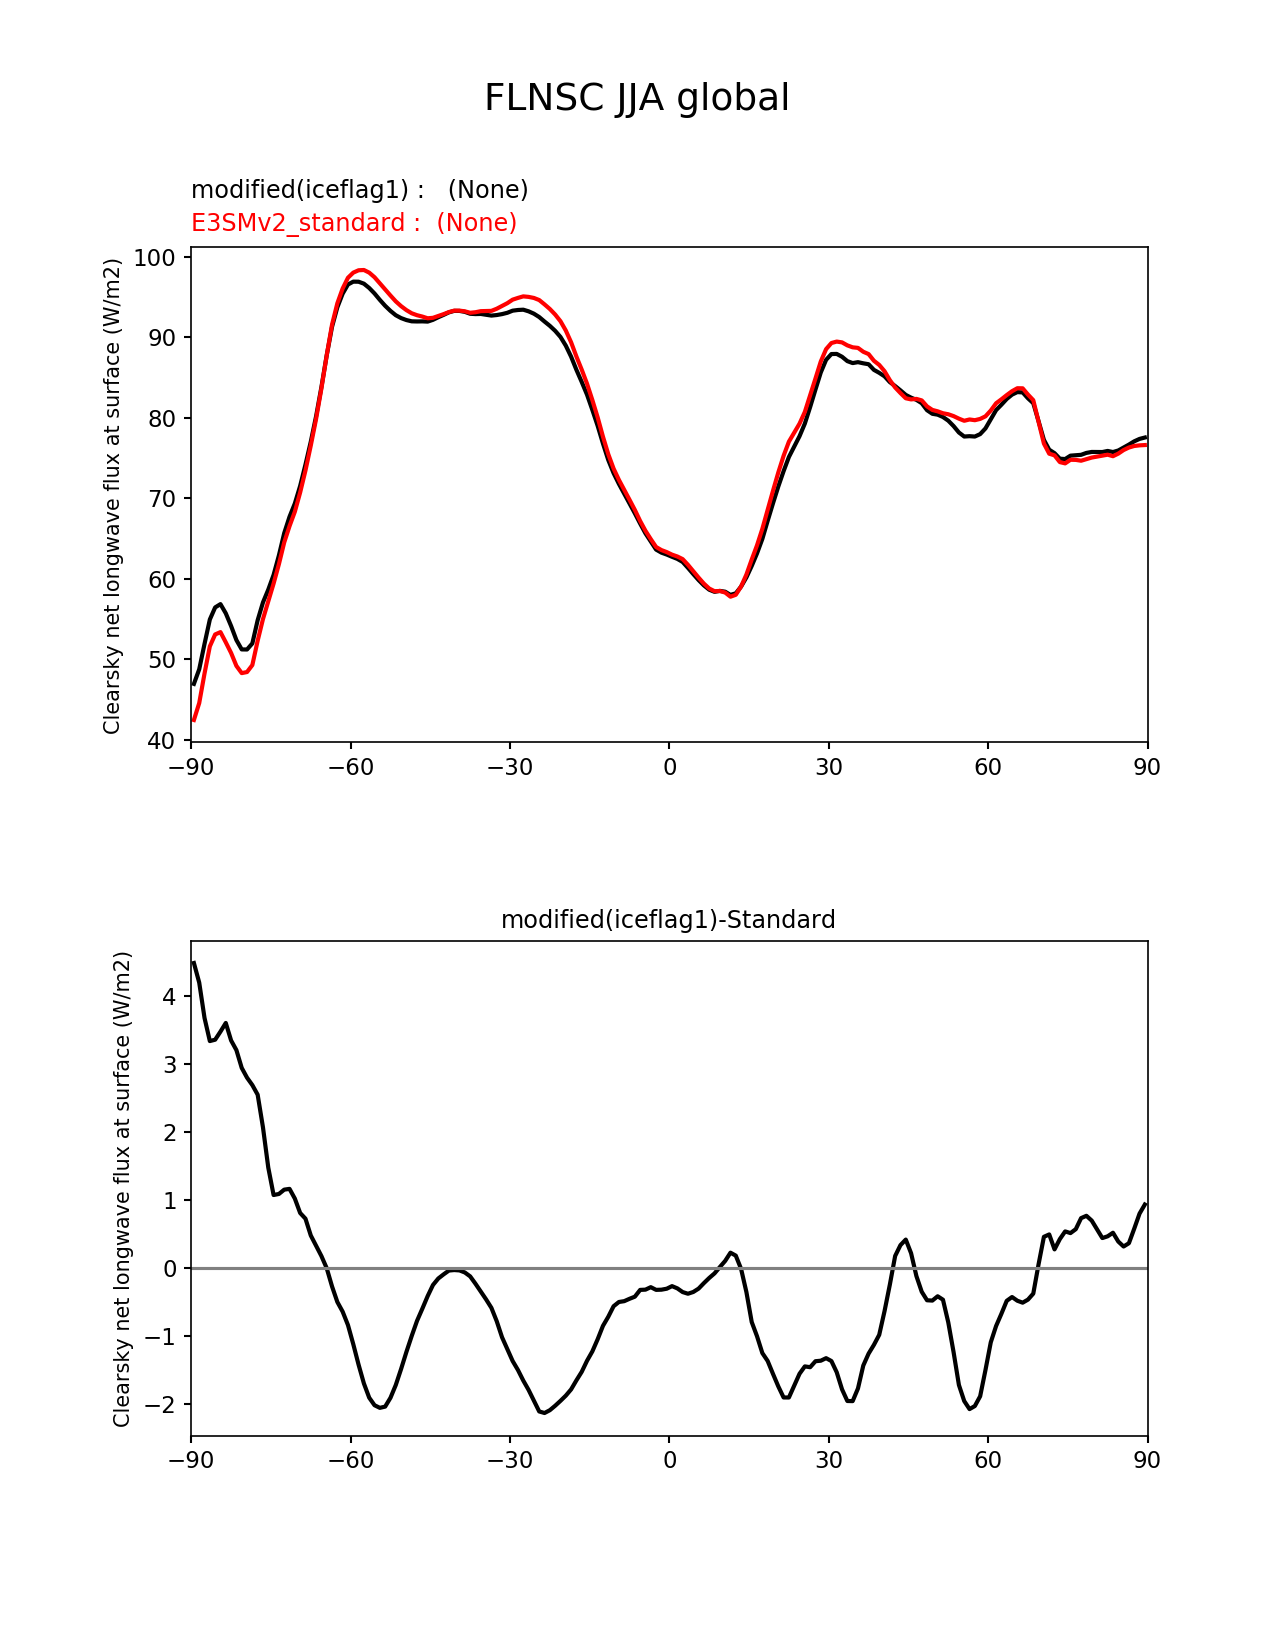 FLNSC JJA global
modified(iceflag1) :   (None)
E3SMv2_standard :  (None)
Clearsky net longwave flux at surface (W/m2)
100
90
80
70
60
50
40
−90 −60 −30 0 30 60 90
modified(iceflag1)-Standard
Clearsky net longwave flux at surface (W/m2)
4
3
2
1
0
−1
−2
−90 −60 −30 0 30 60 90